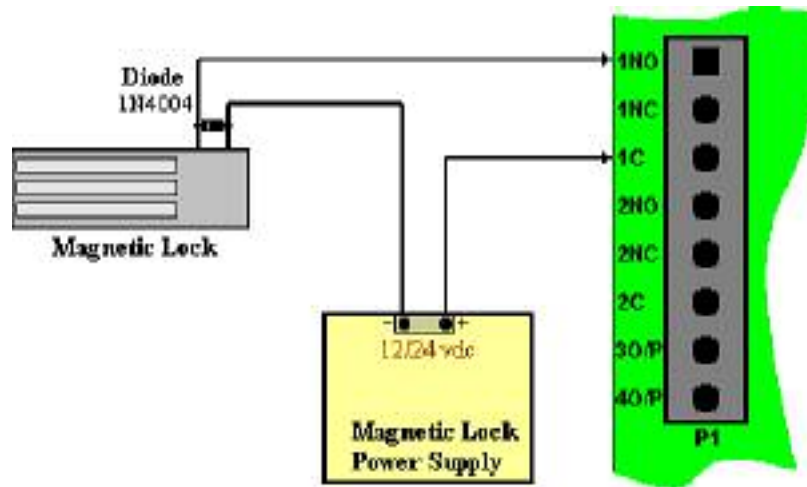 Diode
1N4004
Magnetic Lock
- +
12/24 vdc
Magnetic Lock
Power Supply
1NO
1NC
1C
2NO
2NC
2C
3O/P
4O/P
P1